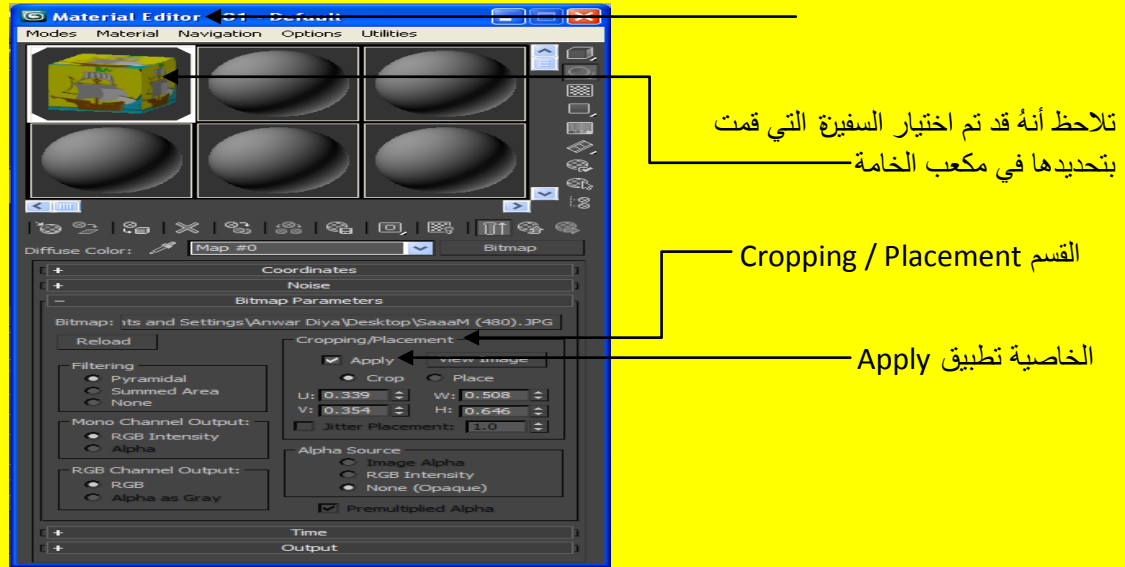 Material Editor - 01 - Default
Modes Material Navigation Options Utilities
تلاحظ أنهُ قد تم اختيار السفينة التي قمت
بتحديدها في مكعب الخامة
Diffuse Color: Map #0 Bitmap
+ Coordinates
+ Noise
القسم Cropping / Placement
- Bitmap Parameters
Bitmap: nts and Settings\Anwar Diya\Desktop\SaaaM (480).JPG
Reload
Cropping/Placement
Apply View Image
الخاصية تطبيق Apply
Crop Place
U: 0.339 W: 0.508
V: 0.354 H: 0.646
Jitter Placement: 1.0
Filtering
Pyramidal
Summed Area
None
Mono Channel Output:
RGB Intensity
Alpha
RGB Channel Output:
RGB
Alpha as Gray
Alpha Source
Image Alpha
RGB Intensity
None (Opaque)
Premultiplied Alpha
+ Time
+ Output